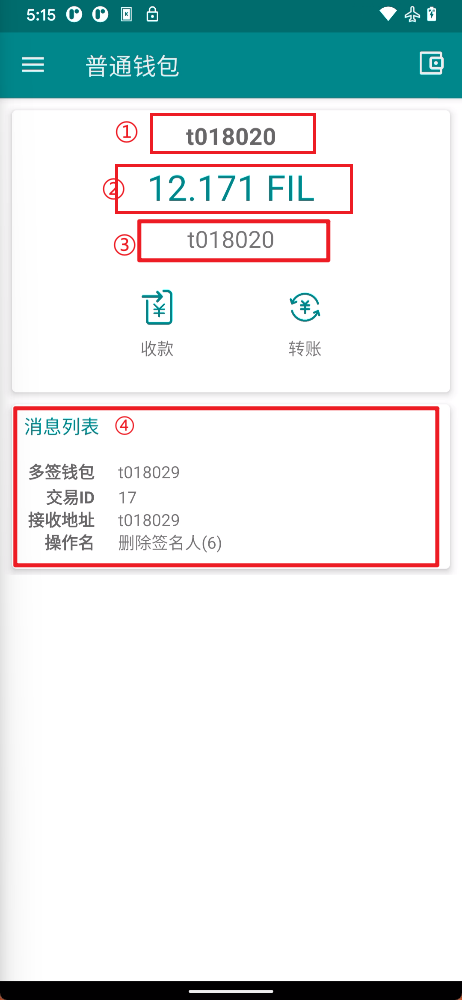 5:15
普通钱包
① t018020
② 12.171 FIL
③ t018020
收款 转账
消息列表 ④
多签钱包 t018029
交易ID 17
接收地址 t018029
操作名 删除签名人(6)